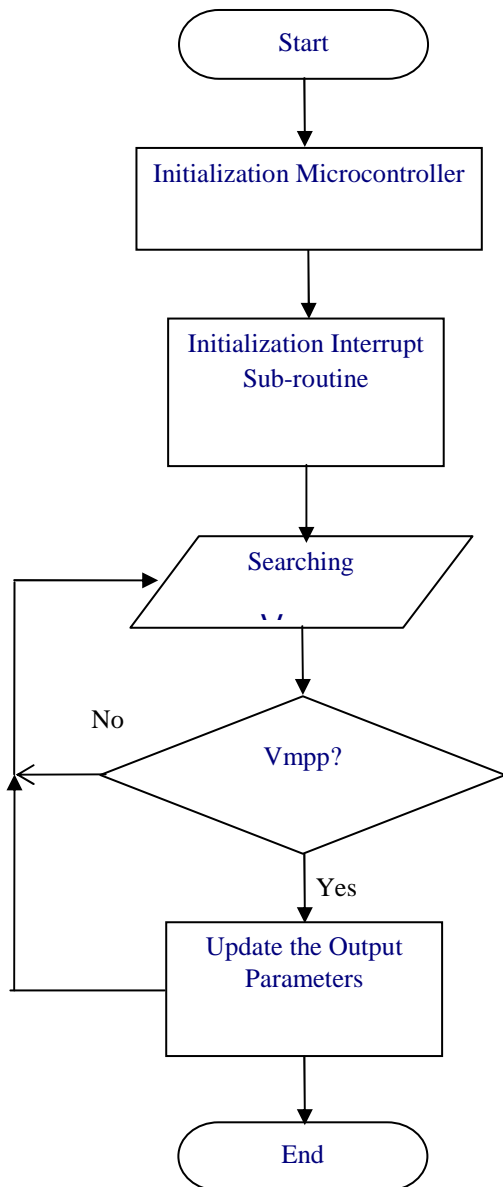 Start
Initialization Microcontroller
Initialization Interrupt
Sub-routine
Searching
No
Vmpp?
Yes
Update the Output
Parameters
End